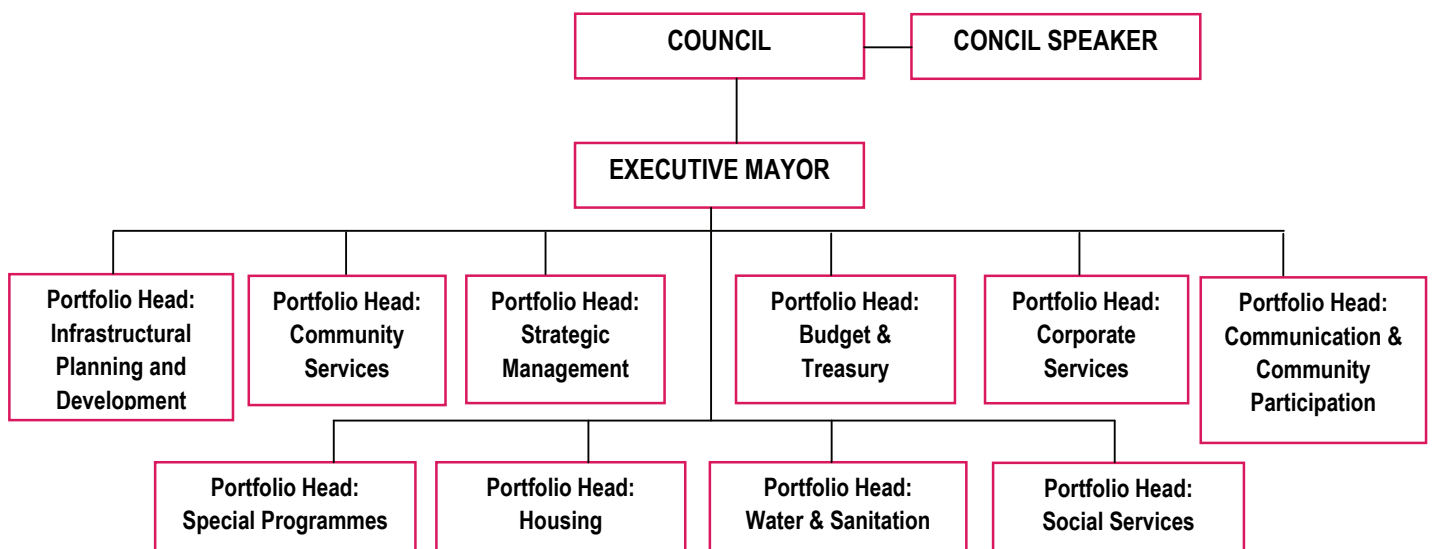 COUNCIL
CONCIL SPEAKER
EXECUTIVE MAYOR
Portfolio Head:
Infrastructural
Planning and
Development
Portfolio Head:
Community
Services
Portfolio Head:
Strategic
Management
Portfolio Head:
Budget &
Treasury
Portfolio Head:
Corporate
Services
Portfolio Head:
Communication &
Community
Participation
Portfolio Head:
Special Programmes
Portfolio Head:
Housing
Portfolio Head:
Water & Sanitation
Portfolio Head:
Social Services